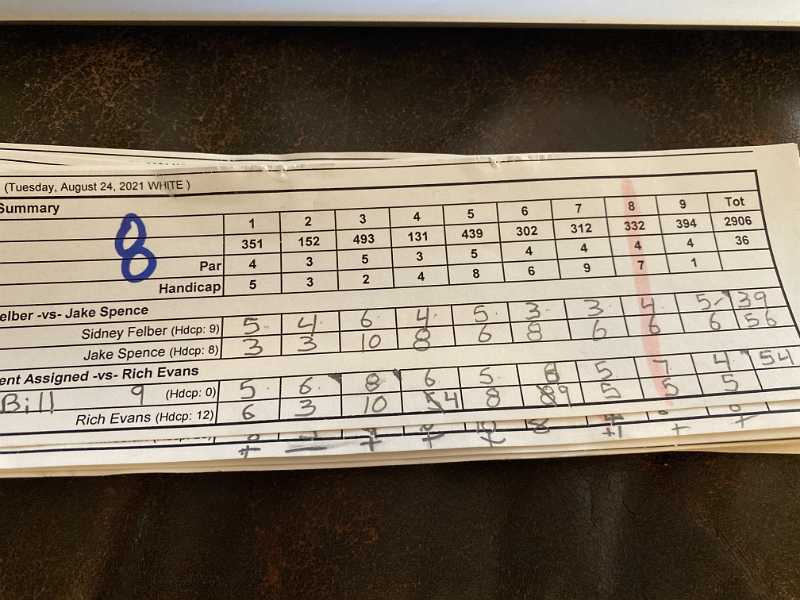 (Tuesday, August 24, 2021 WHITE )
Summary
8
1 2 3 4 5 6 7 8 9 Tot
351 152 493 131 439 302 312 332 394 2906
Par 4 3 5 3 5 4 4 4 4 36
Handicap 5 3 2 4 8 6 9 7 1
elber -vs- Jake Spence
Sidney Felber (Hdcp: 9) 5 4 6 4 5 3 3 4 5 39
Jake Spence (Hdcp: 8) 3 3 10 8 6 8 6 6 6 56
ent Assigned -vs- Rich Evans
Bill 9 (Hdcp: 0) 5 6 8 6 5 8 5 7 4 54
Rich Evans (Hdcp: 12) 6 3 10 4 8 9 5 5 5